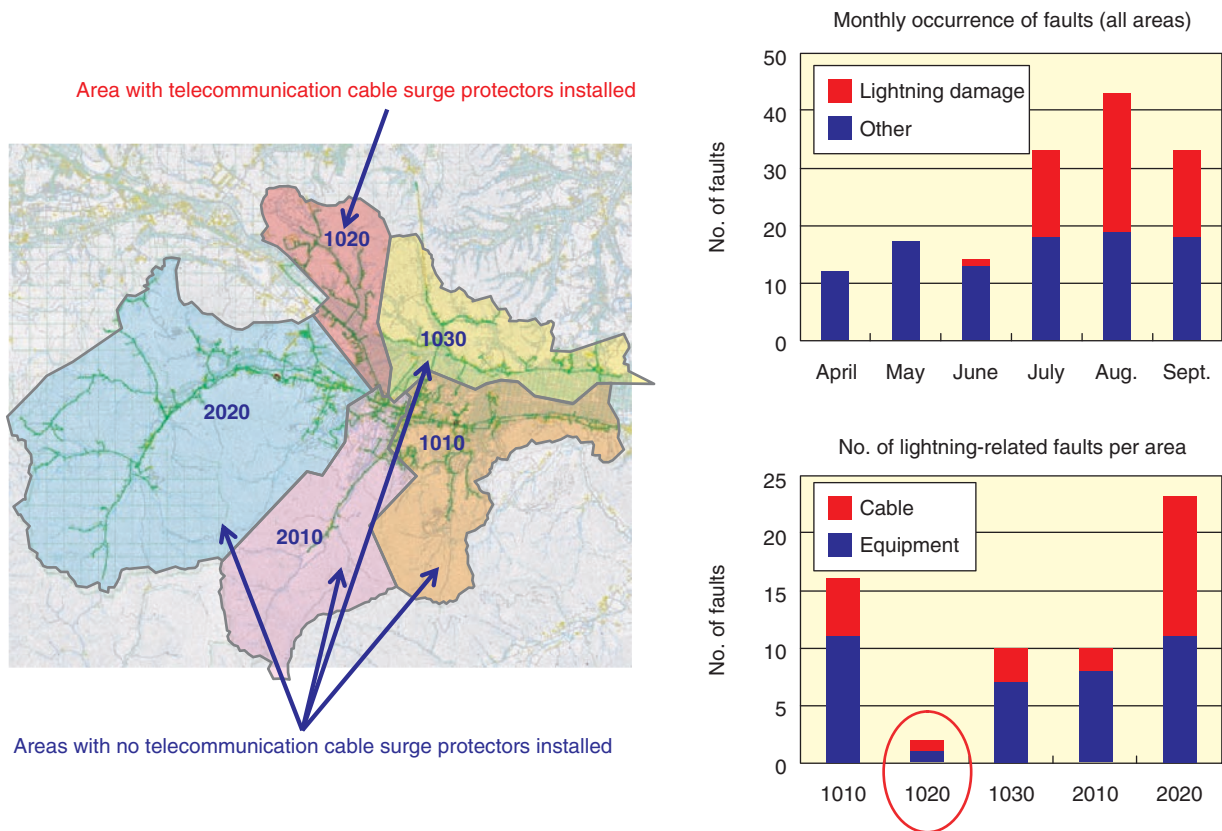 Area with telecommunication cable surge protectors installed
1020
1030
2020
1010
2010
Areas with no telecommunication cable surge protectors installed
Monthly occurrence of faults (all areas)
No. of faults
50
40
30
20
10
0
Lightning damage
Other
April May June July Aug. Sept.
No. of lightning-related faults per area
No. of faults
25
20
15
10
5
0
Cable
Equipment
1010 1020 1030 2010 2020